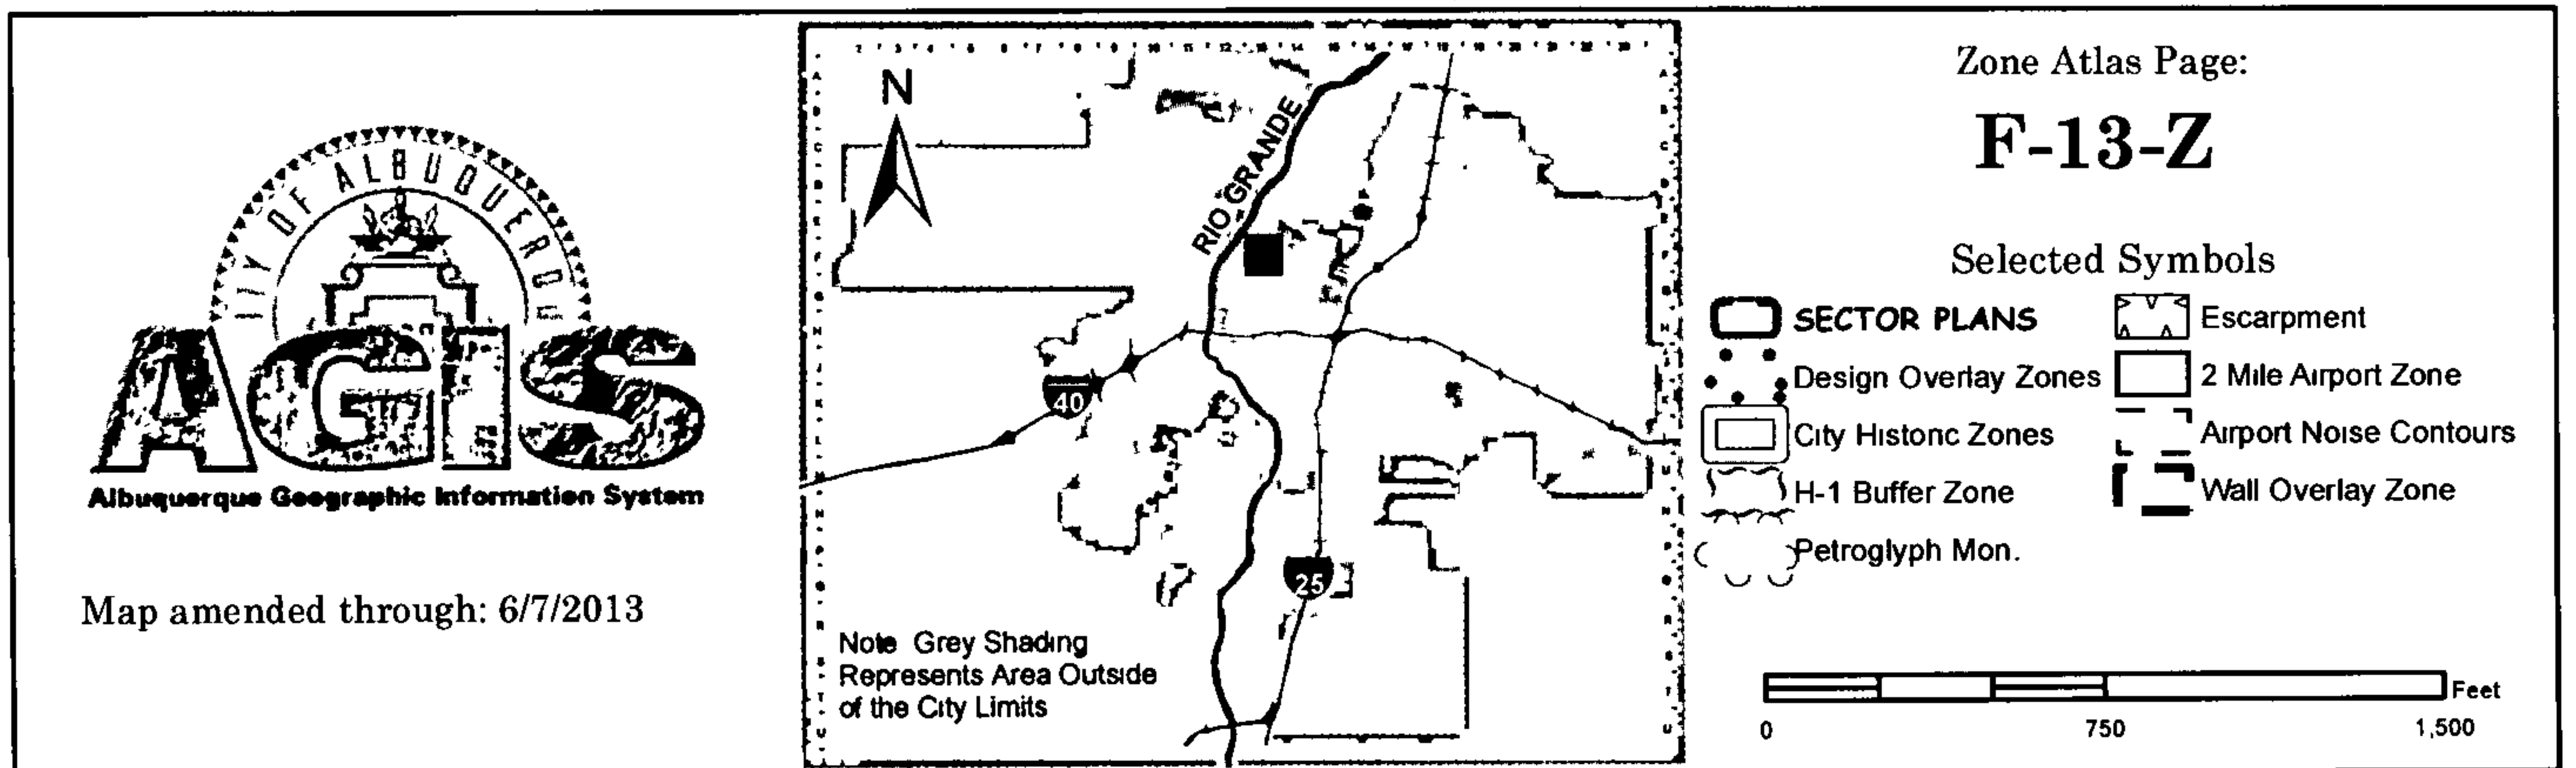 CITY OF ALBUQUERQUE
AGIS
Albuquerque Geographic Information System
Map amended through: 6/7/2013
N
RIO GRANDE
40
25
Note Grey Shading
Represents Area Outside
of the City Limits
Zone Atlas Page:
F-13-Z
Selected Symbols
SECTOR PLANS
Design Overlay Zones
City Historic Zones
H-1 Buffer Zone
Petroglyph Mon.
Escarpment
2 Mile Airport Zone
Airport Noise Contours
Wall Overlay Zone
Feet
0 750 1,500